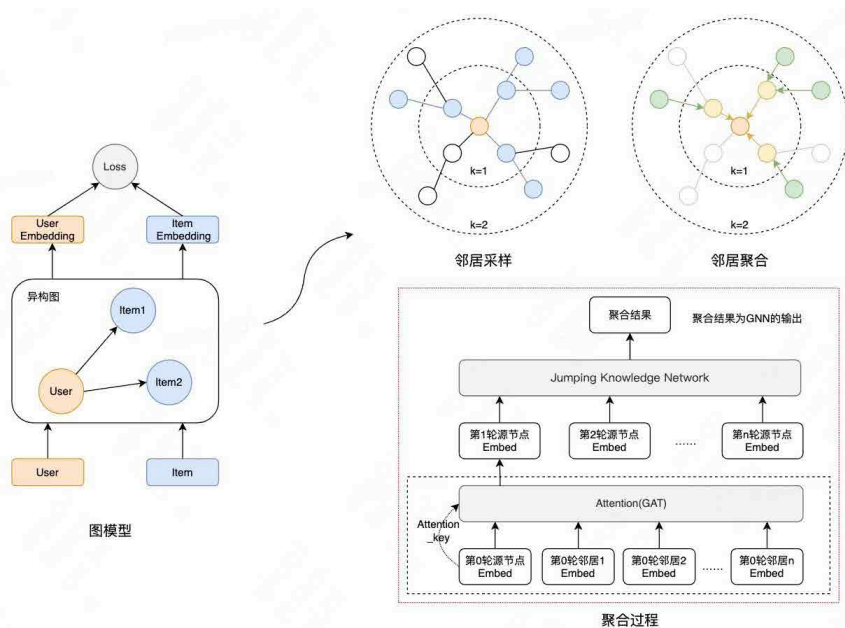 Loss
User
Embedding
Item
Embedding
异构图
Item1
User
Item2
User
Item
图模型
k=1
k=2
邻居采样
k=1
k=2
邻居聚合
聚合结果
聚合结果为GNN的输出
Jumping Knowledge Network
第1轮源节点
Embed
第2轮源节点
Embed
......
第n轮源节点
Embed
Attention(GAT)
Attention
_key
第0轮源节点
Embed
第0轮邻居1
Embed
第0轮邻居2
Embed
......
第0轮邻居n
Embed
聚合过程